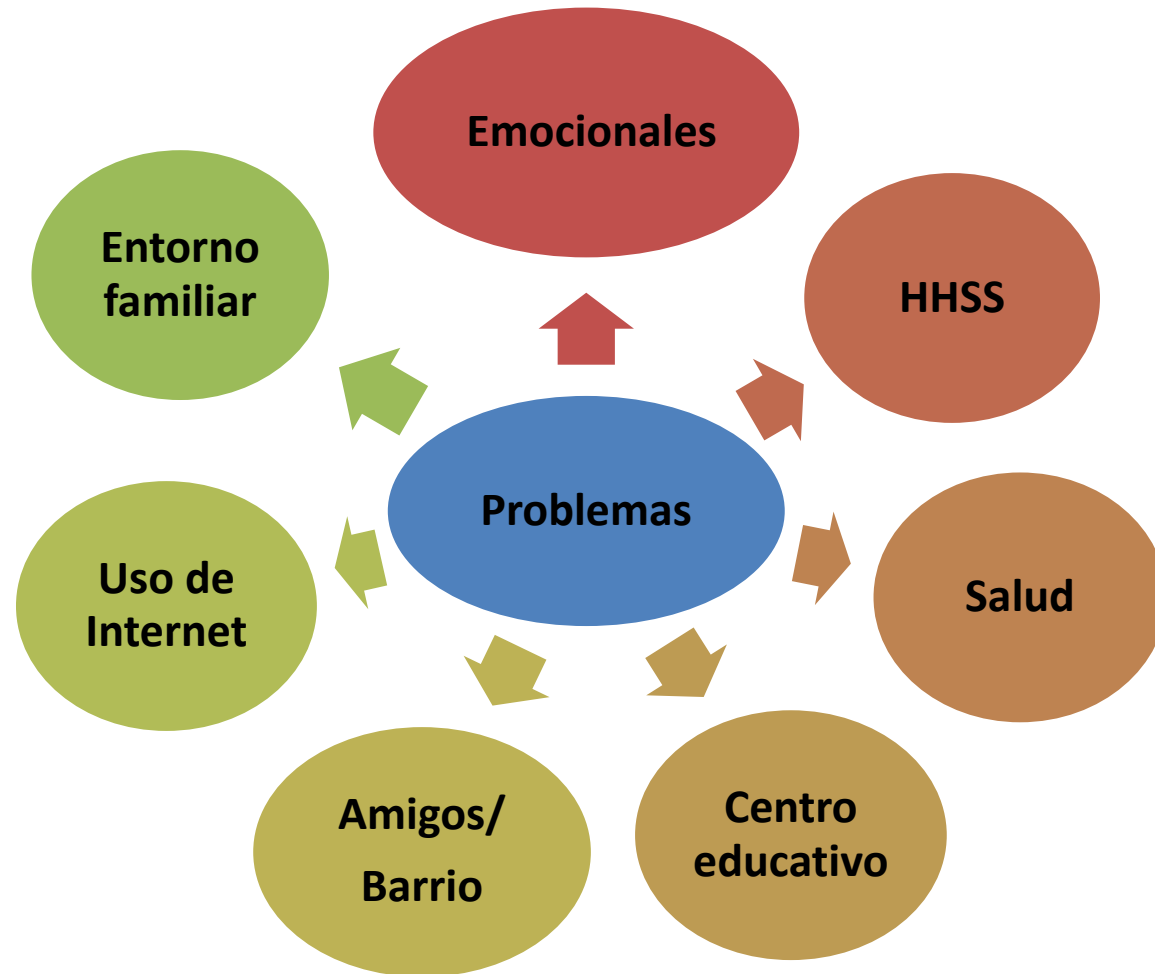 Emocionales
HHSS
Salud
Centro
educativo
Amigos/
Barrio
Uso de
Internet
Entorno
familiar
Problemas